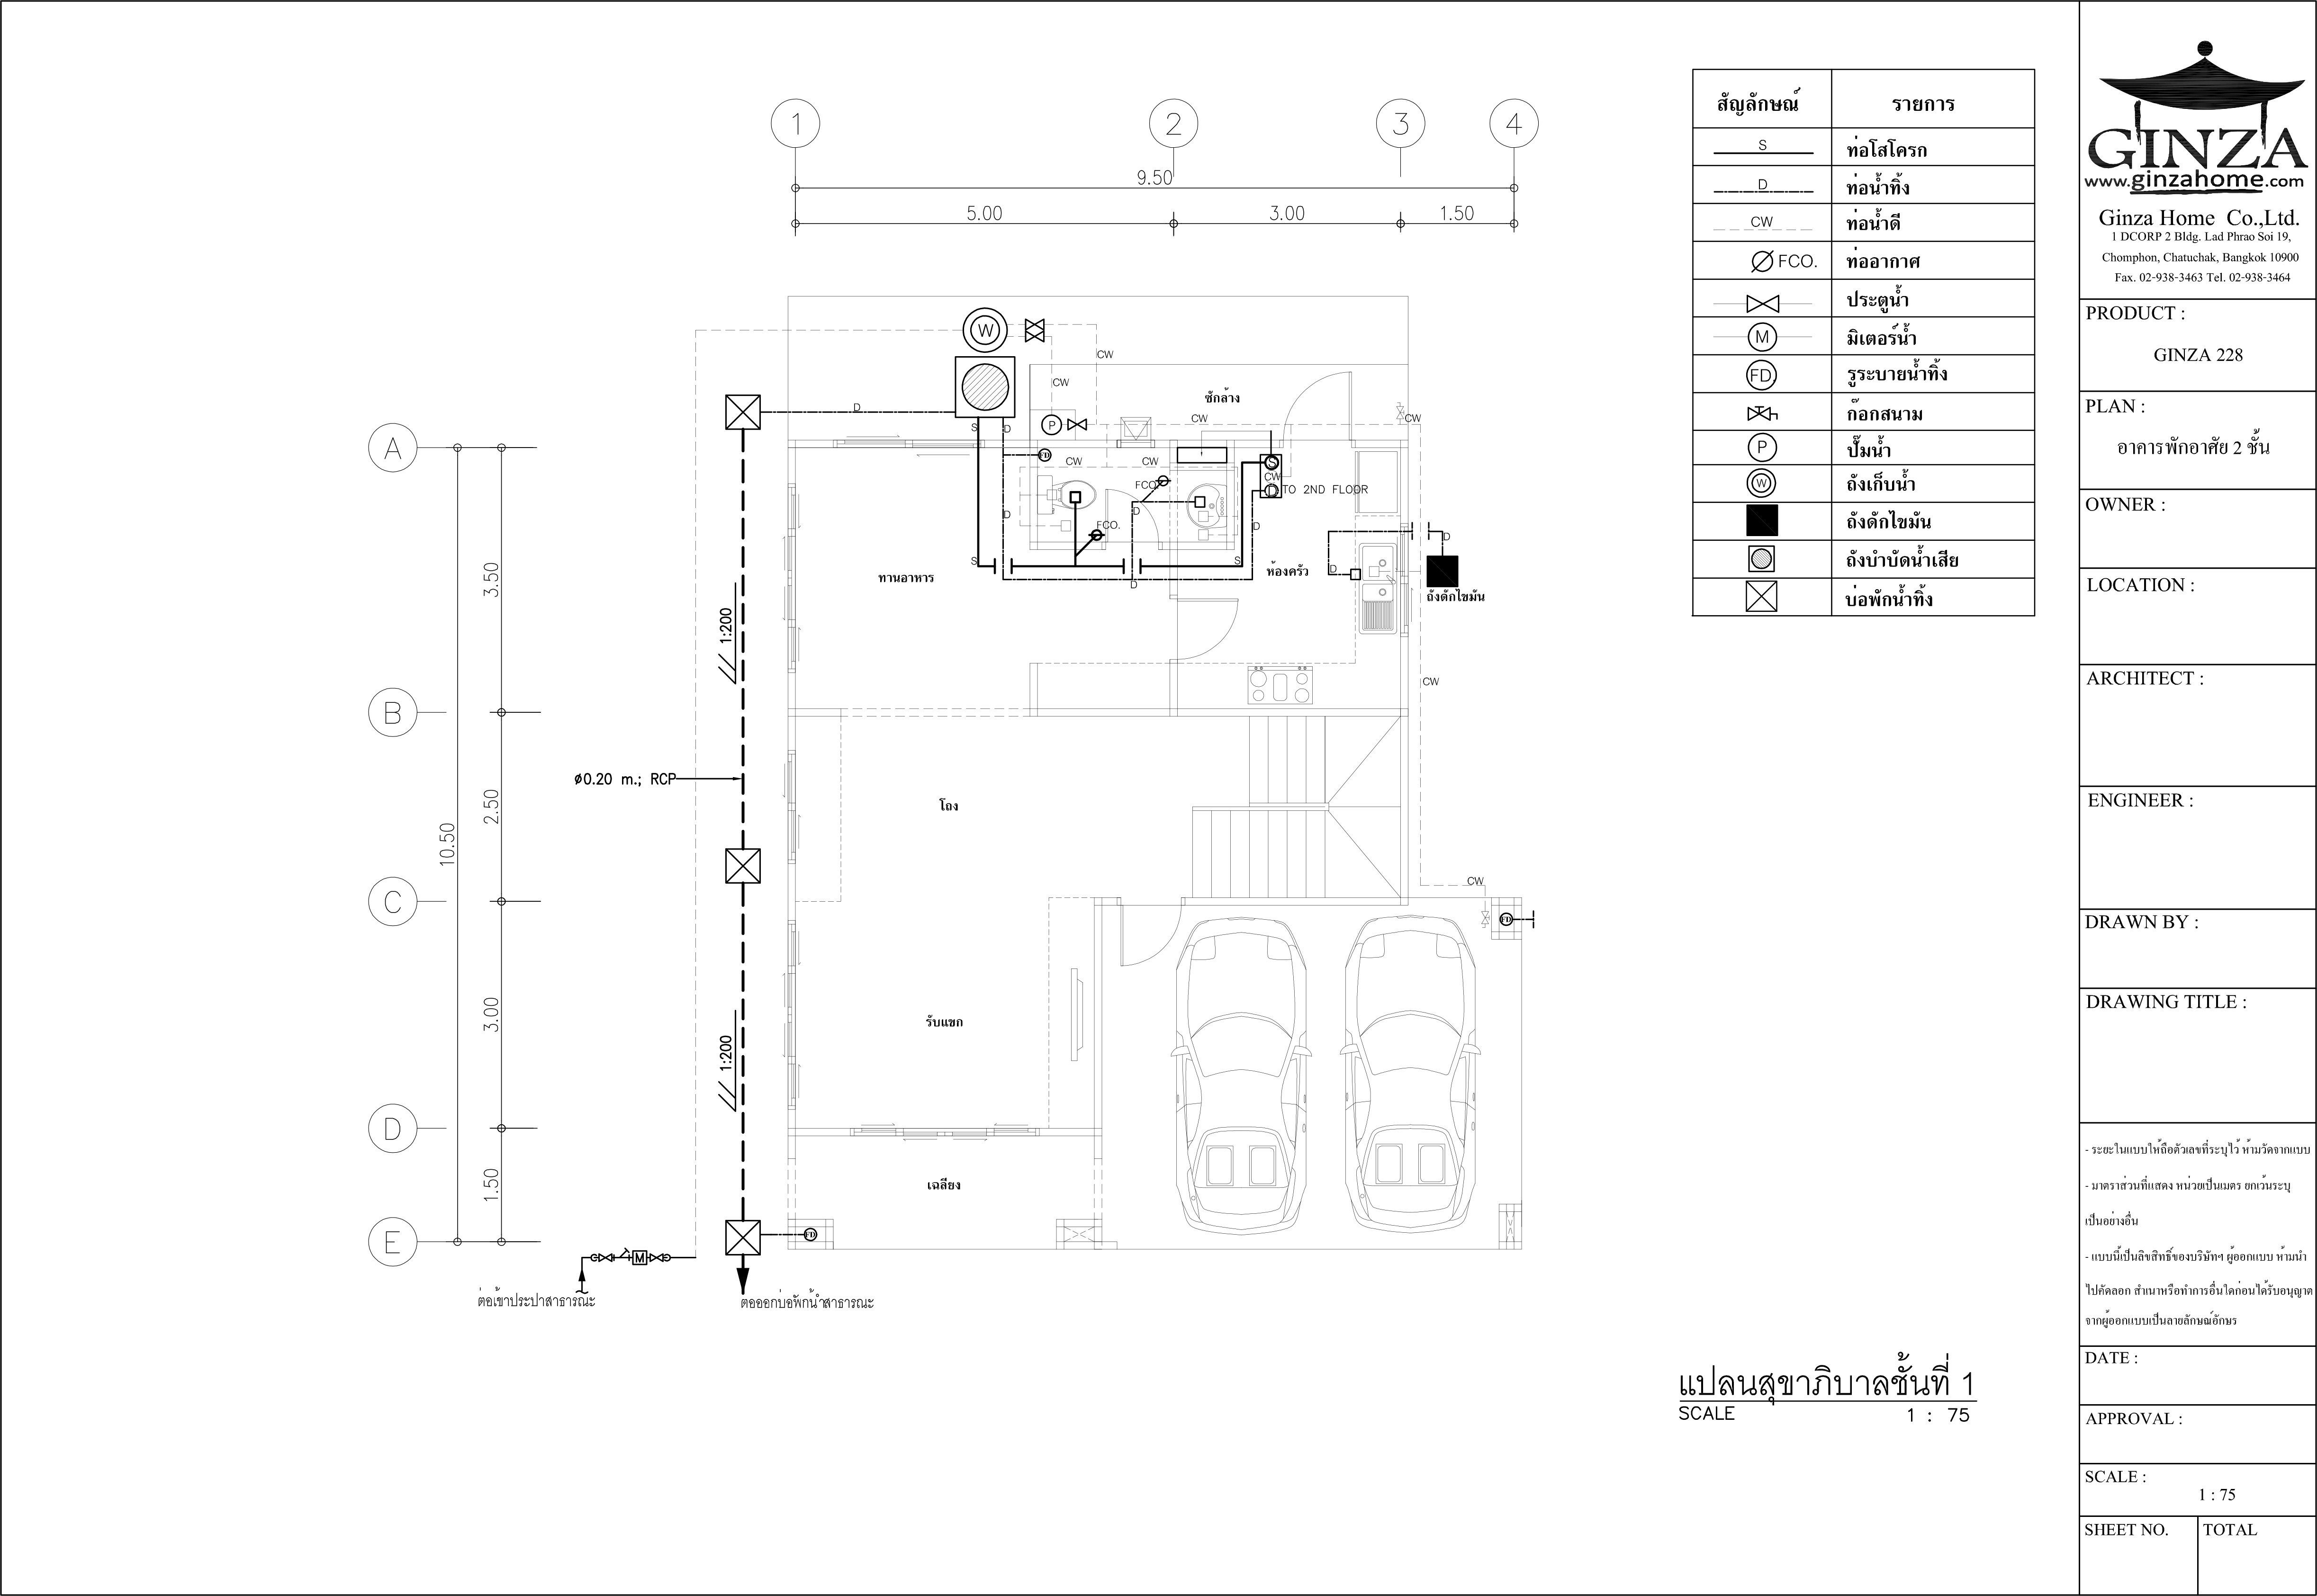 1
2
3
4
9.50
5.00
3.00
1.50
A
B
C
D
E
3.50
2.50
3.00
1.50
10.50
W
CW
CW
ซักล้าง
CW
CW
D
S
D
P
FD
CW
CW
S
CW
D TO 2ND FLOOR
FCO.
FCO.
D
D
D
D
D
D
S
S
ทานอาหาร
ห้องครัว
ถังดักไขมัน
1:200
CW
ø0.20 m.; RCP
โถง
CW
FD
รับแขก
1:200
เฉลียง
FD
M
ต่อเข้าประปาสาธารณะ
ตอออกบ่อพักน้ำสาธารณะ
แปลนสุขาภิบาลชั้นที่ 1
SCALE 1 : 75
สัญลักษณ์ รายการ
S ท่อโสโครก
D ท่อน้ำทิ้ง
CW ท่อน้ำดี
FCO. ท่ออากาศ
ประตูน้ำ
M มิเตอร์น้ำ
FD. รูระบายน้ำทิ้ง
ก๊อกสนาม
P ปั๊มน้ำ
W ถังเก็บน้ำ
ถังดักไขมัน
ถังบำบัดน้ำเสีย
บ่อพักน้ำทิ้ง
GINZA
www.ginzahome.com
Ginza Home Co.,Ltd.
1 DCORP 2 Bldg. Lad Phrao Soi 19,
Chomphon, Chatuchak, Bangkok 10900
Fax. 02-938-3463 Tel. 02-938-3464
PRODUCT :
GINZA 228
PLAN :
อาคารพักอาศัย 2 ชั้น
OWNER :
LOCATION :
ARCHITECT :
ENGINEER :
DRAWN BY :
DRAWING TITLE :
- ระยะในแบบให้ถือตัวเลขที่ระบุไว้ ห้ามวัดจากแบบ
- มาตราส่วนที่แสดง หน่วยเป็นเมตร ยกเว้นระบุ
เป็นอย่างอื่น
- แบบนี้เป็นลิขสิทธิ์ของบริษัทฯ ผู้ออกแบบ ห้ามนำ
ไปคัดลอก สำเนาหรือทำการอื่นใดก่อนได้รับอนุญาต
จากผู้ออกแบบเป็นลายลักษณ์อักษร
DATE :
APPROVAL :
SCALE :
1 : 75
SHEET NO. TOTAL